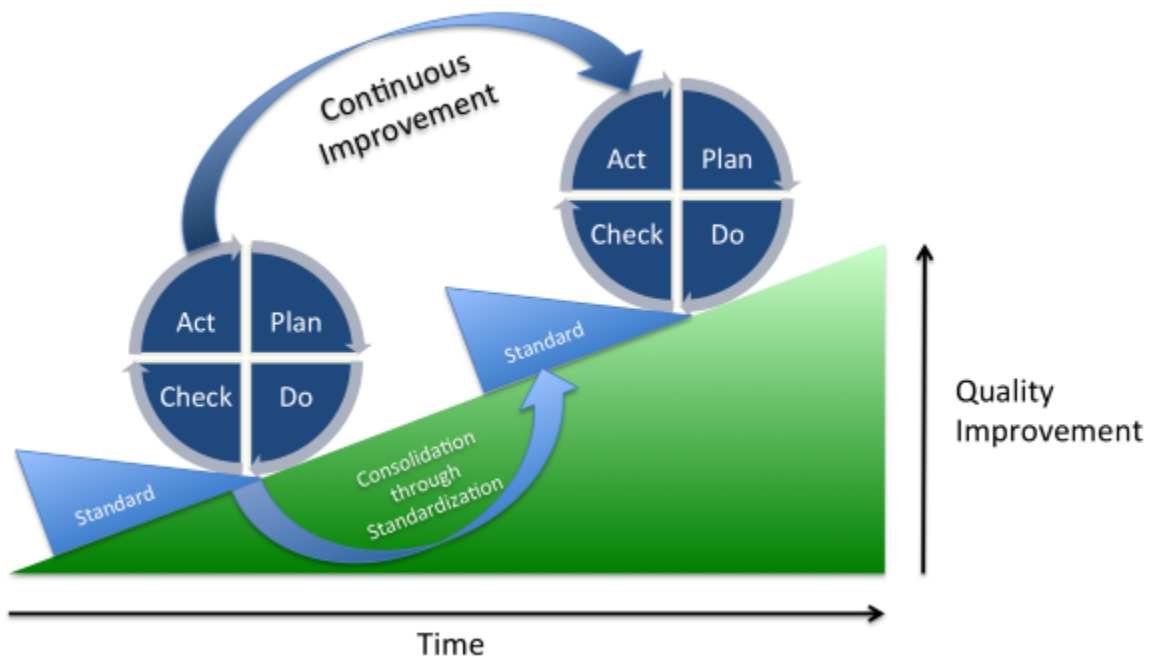 Continuous
Improvement
Act
Plan
Check
Do
Act
Plan
Check
Do
Standard
Standard
Consolidation
through
Standardization
Quality
Improvement
Time